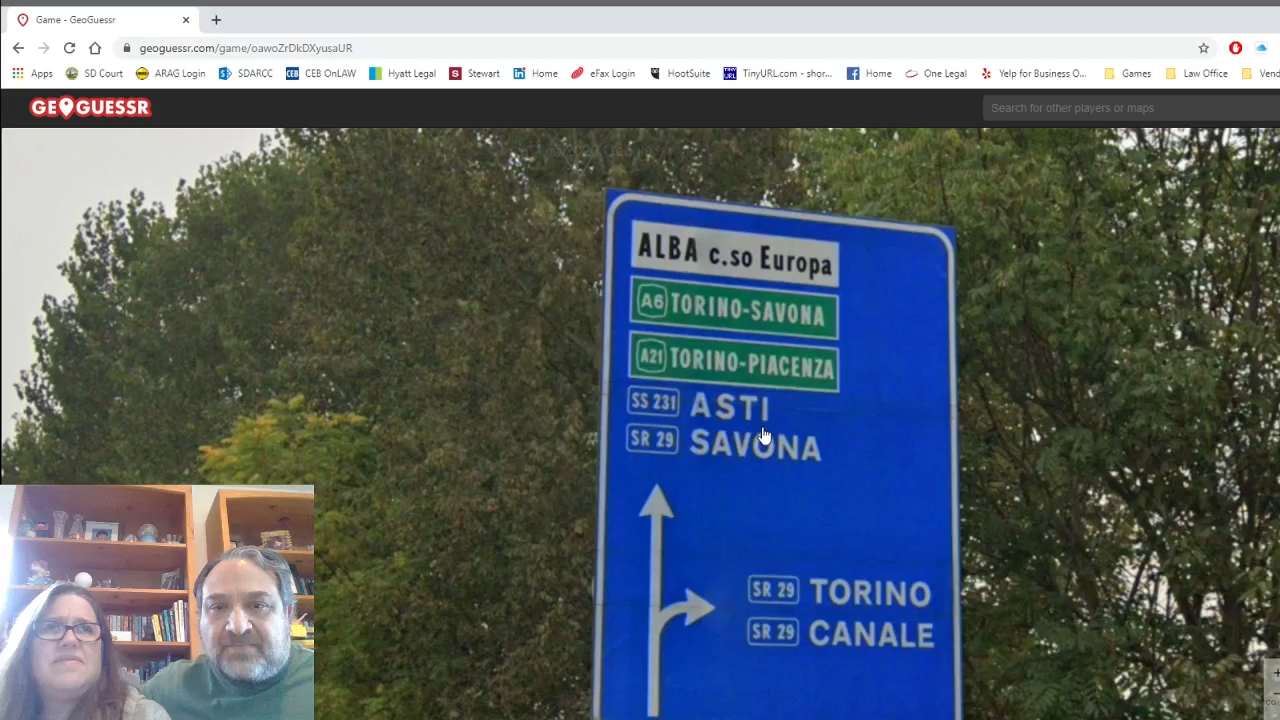 Game - GeoGuessr
geoguessr.com/game/oawoZrDkDXyusaUR
Apps SD Court ARAG Login SDARCC CEB OnLAW Hyatt Legal Stewart Home eFax Login HootSuite TinyURL.com - shor... Home One Legal Yelp for Business O... Games Law Office Vend
GEOGUESSR
Search for other players or maps
ALBA c.so Europa
A6 TORINO-SAVONA
A21 TORINO-PIACENZA
SS 231 ASTI
SR 29 SAVONA
SR 29 TORINO
SR 29 CANALE